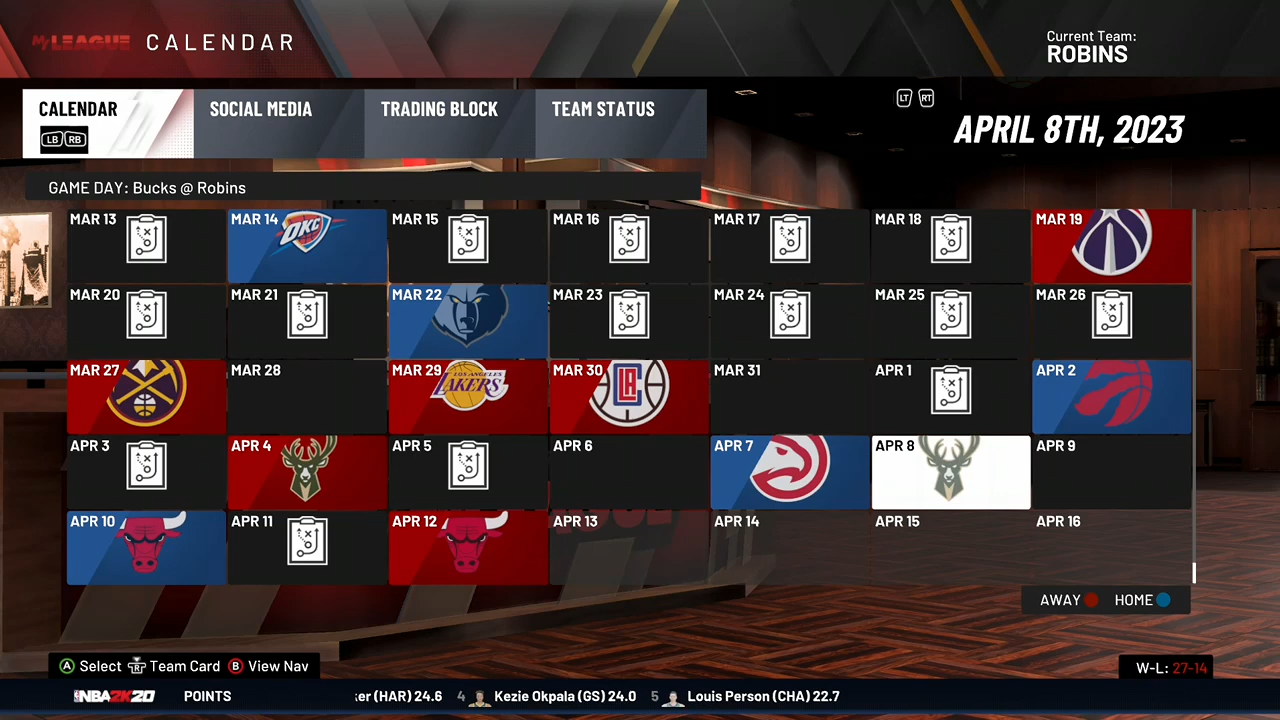 MyLEAGUE CALENDAR
Current Team:
ROBINS
CALENDAR SOCIAL MEDIA TRADING BLOCK TEAM STATUS
LB RB
LT RT
APRIL 8TH, 2023
GAME DAY: Bucks @ Robins
MAR 13 MAR 14 MAR 15 MAR 16 MAR 17 MAR 18 MAR 19
OKC
MAR 20 MAR 21 MAR 22 MAR 23 MAR 24 MAR 25 MAR 26
MAR 27 MAR 28 MAR 29 MAR 30 MAR 31 APR 1 APR 2
LOS ANGELES
LAKERS
LA
APR 3 APR 4 APR 5 APR 6 APR 7 APR 8 APR 9
APR 10 APR 11 APR 12 APR 13 APR 14 APR 15 APR 16
AWAY HOME
A Select R Team Card B View Nav
W-L: 27-14
NBA2K20 POINTS ker (HAR) 24.6 4 Kezie Okpala (GS) 24.0 5 Louis Person (CHA) 22.7